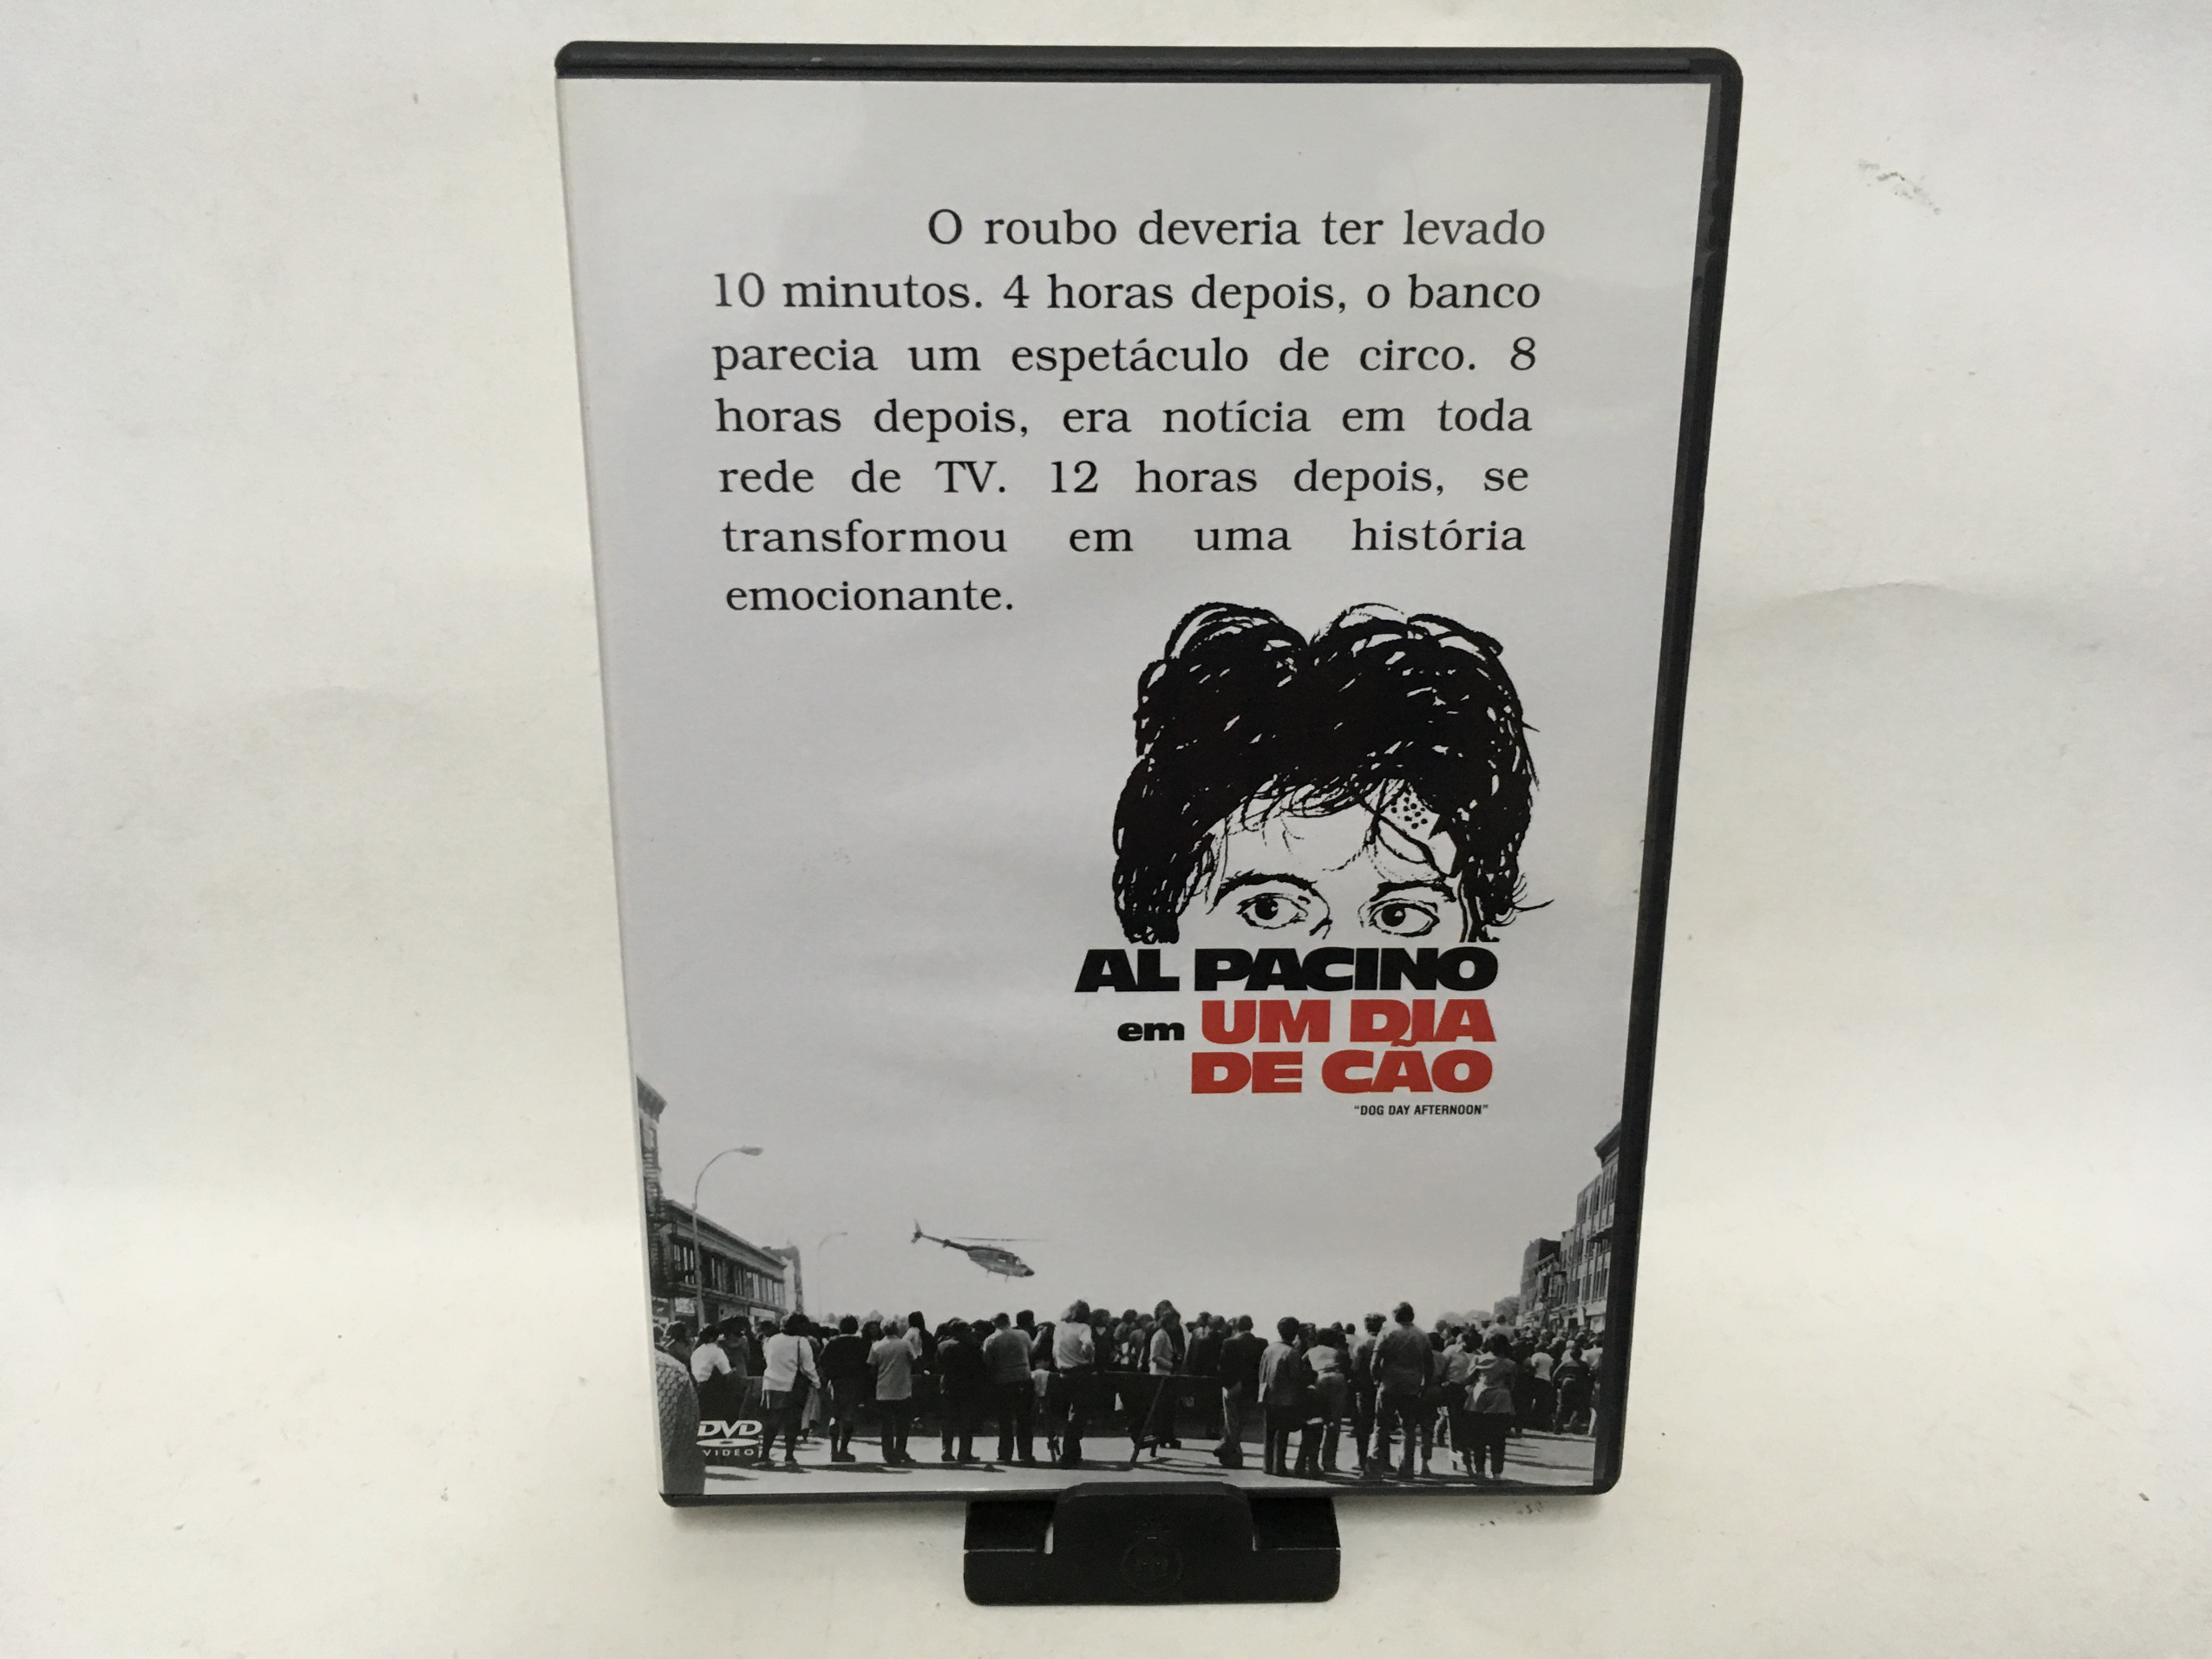 O roubo deveria ter levado
10 minutos. 4 horas depois, o banco
parecia um espetáculo de circo. 8
horas depois, era notícia em toda
rede de TV. 12 horas depois, se
transformou em uma história
emocionante.
AL PACINO
em UM DIA
DE CÃO
"DOG DAY AFTERNOON"
DVD
VIDEO